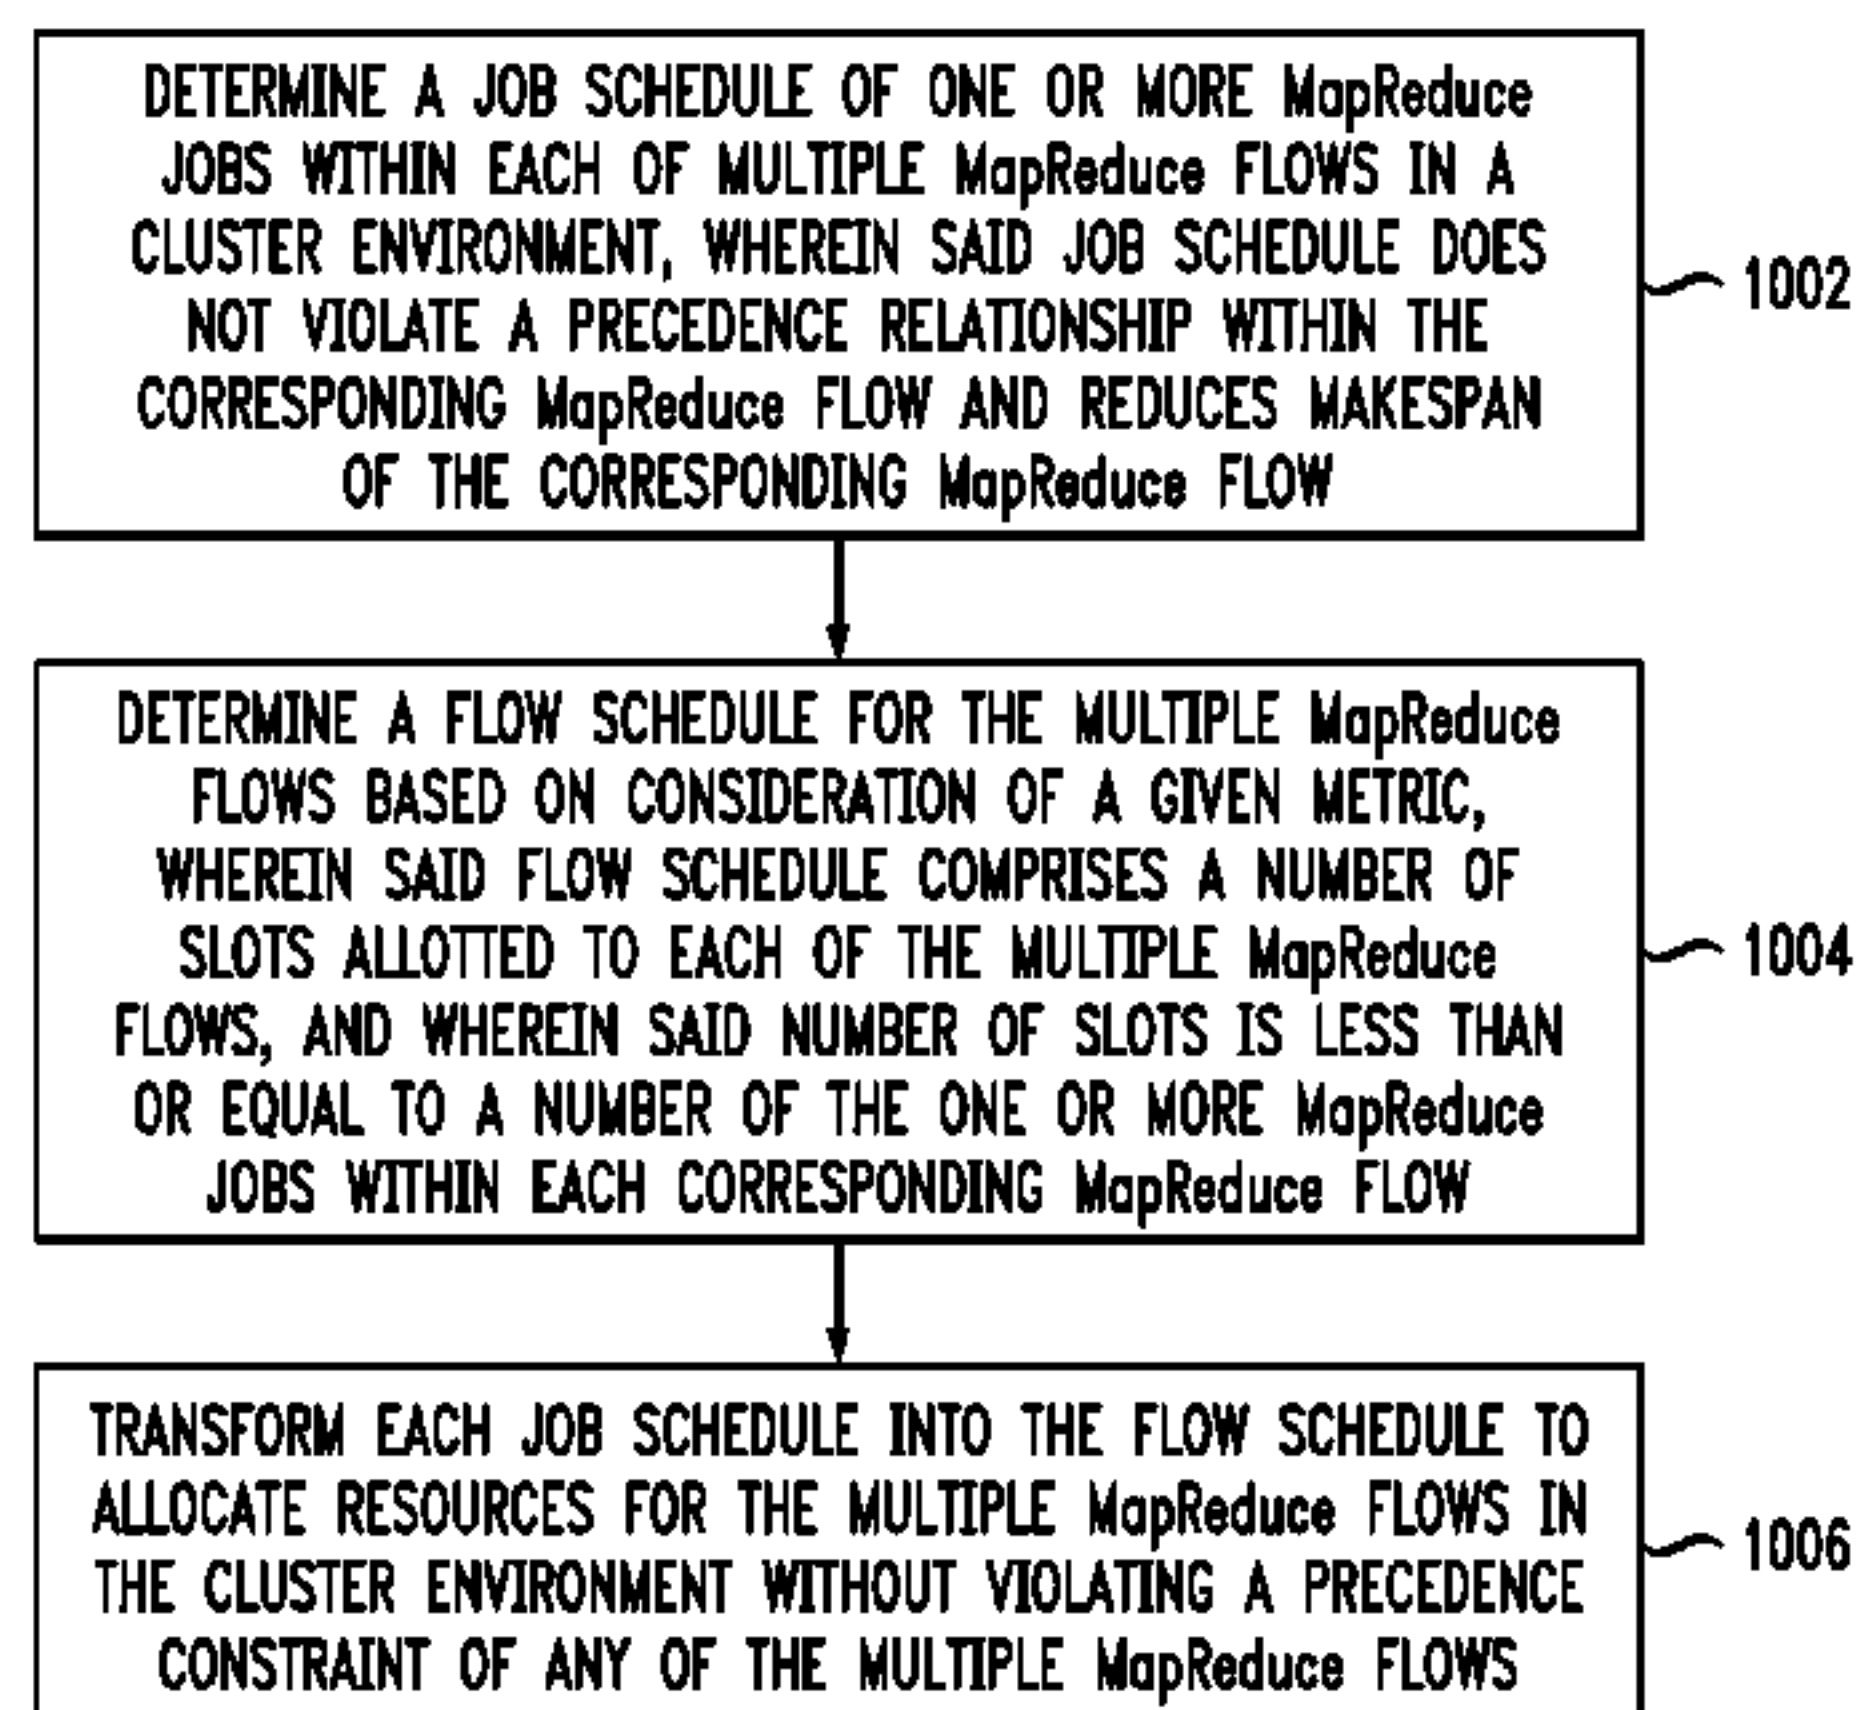 DETERMINE A JOB SCHEDULE OF ONE OR MORE MapReduce
JOBS WITHIN EACH OF MULTIPLE MapReduce FLOWS IN A
CLUSTER ENVIRONMENT, WHEREIN SAID JOB SCHEDULE DOES
NOT VIOLATE A PRECEDENCE RELATIONSHIP WITHIN THE
CORRESPONDING MapReduce FLOW AND REDUCES MAKESPAN
OF THE CORRESPONDING MapReduce FLOW
1002
DETERMINE A FLOW SCHEDULE FOR THE MULTIPLE MapReduce
FLOWS BASED ON CONSIDERATION OF A GIVEN METRIC,
WHEREIN SAID FLOW SCHEDULE COMPRISES A NUMBER OF
SLOTS ALLOTTED TO EACH OF THE MULTIPLE MapReduce
FLOWS, AND WHEREIN SAID NUMBER OF SLOTS IS LESS THAN
OR EQUAL TO A NUMBER OF THE ONE OR MORE MapReduce
JOBS WITHIN EACH CORRESPONDING MapReduce FLOW
1004
TRANSFORM EACH JOB SCHEDULE INTO THE FLOW SCHEDULE TO
ALLOCATE RESOURCES FOR THE MULTIPLE MapReduce FLOWS IN
THE CLUSTER ENVIRONMENT WITHOUT VIOLATING A PRECEDENCE
CONSTRAINT OF ANY OF THE MULTIPLE MapReduce FLOWS
1006